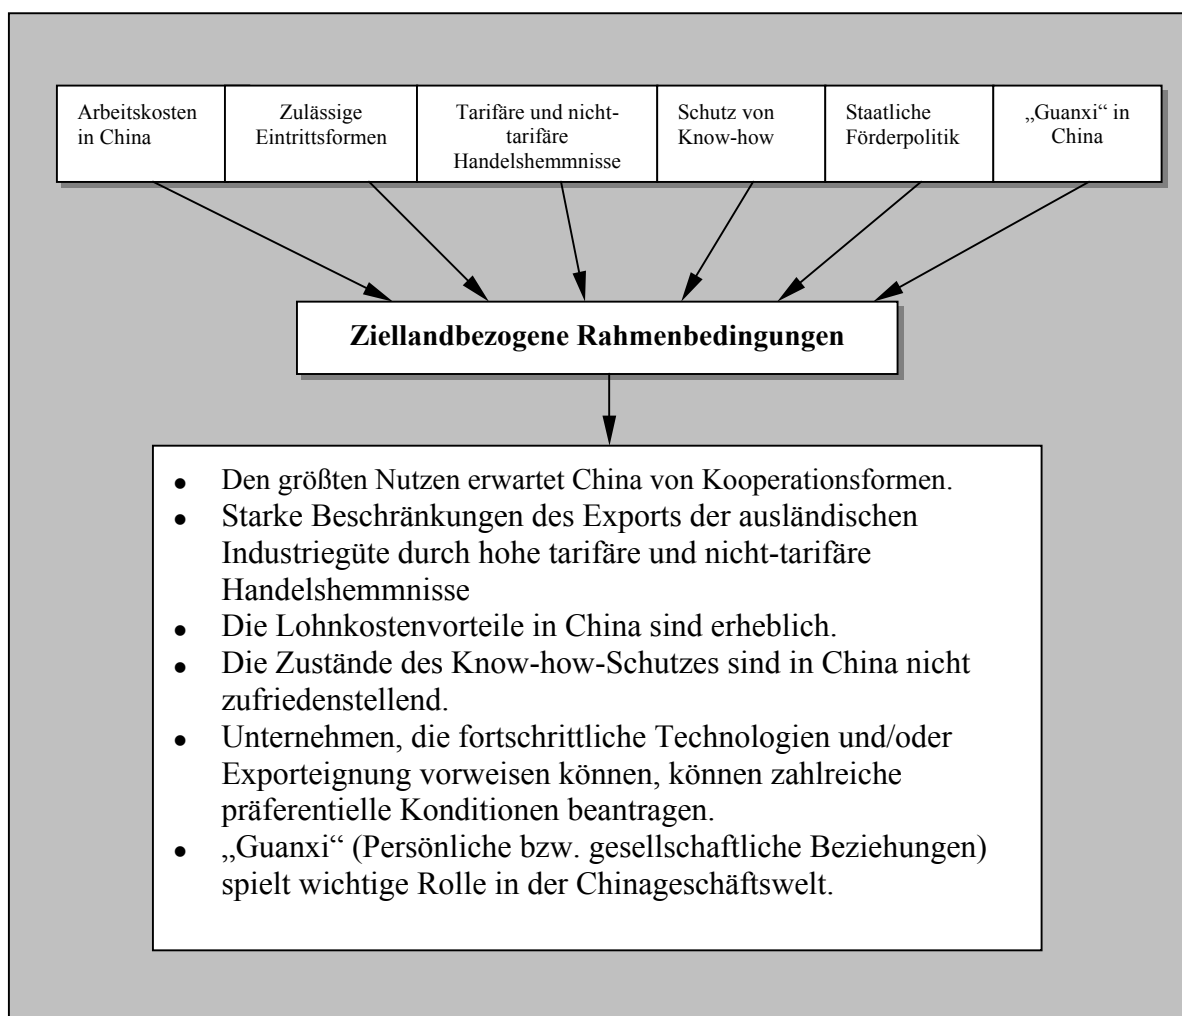 Arbeitskosten
in China
Zulässige
Eintrittsformen
Tarifäre und nicht-
tarifäre
Handelshemmnisse
Schutz von
Know-how
Staatliche
Förderpolitik
„Guanxi“ in
China
Ziellandbezogene Rahmenbedingungen
● Den größten Nutzen erwartet China von Kooperationsformen.
● Starke Beschränkungen des Exports der ausländischen
Industriegüte durch hohe tarifäre und nicht-tarifäre
Handelshemmnisse
● Die Lohnkostenvorteile in China sind erheblich.
● Die Zustände des Know-how-Schutzes sind in China nicht
zufriedenstellend.
● Unternehmen, die fortschrittliche Technologien und/oder
Exporteignung vorweisen können, können zahlreiche
präferentielle Konditionen beantragen.
● „Guanxi“ (Persönliche bzw. gesellschaftliche Beziehungen)
spielt wichtige Rolle in der Chinageschäftswelt.